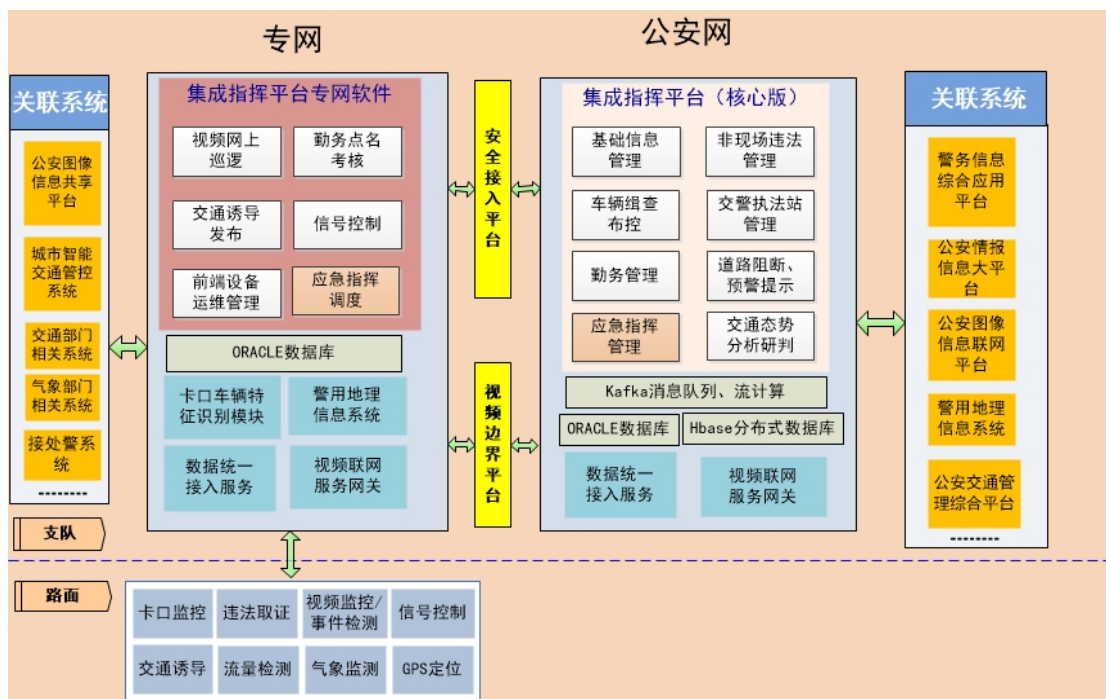 专网
公安网
关联系统
公安图像
信息共享
平台
城市智能
交通管控
系统
交通部门
相关系统
气象部门
相关系统
接处警系
统
--------
集成指挥平台专网软件
视频网上
巡逻
勤务点名
考核
交通诱导
发布
信号控制
前端设备
运维管理
应急指挥
调度
ORACLE数据库
卡口车辆特
征识别模块
警用地理
信息系统
数据统一
接入服务
视频联网
服务网关
安全接入平台
视频边界平台
集成指挥平台（核心版）
基础信息
管理
非现场违法
管理
车辆缉查
布控
交警执法站
管理
勤务管理
道路阻断、
预警提示
应急指挥
管理
交通态势
分析研判
Kafka消息队列、流计算
ORACLE数据库
Hbase分布式数据库
数据统一
接入服务
视频联网
服务网关
关联系统
警务信息
综合应用
平台
公安情报
信息大平
台
公安图像
信息联网
平台
警用地理
信息系统
公安交通管
理综合平台
--------
支队
路面
卡口监控
违法取证
视频监控/
事件检测
信号控制
交通诱导
流量检测
气象监测
GPS定位